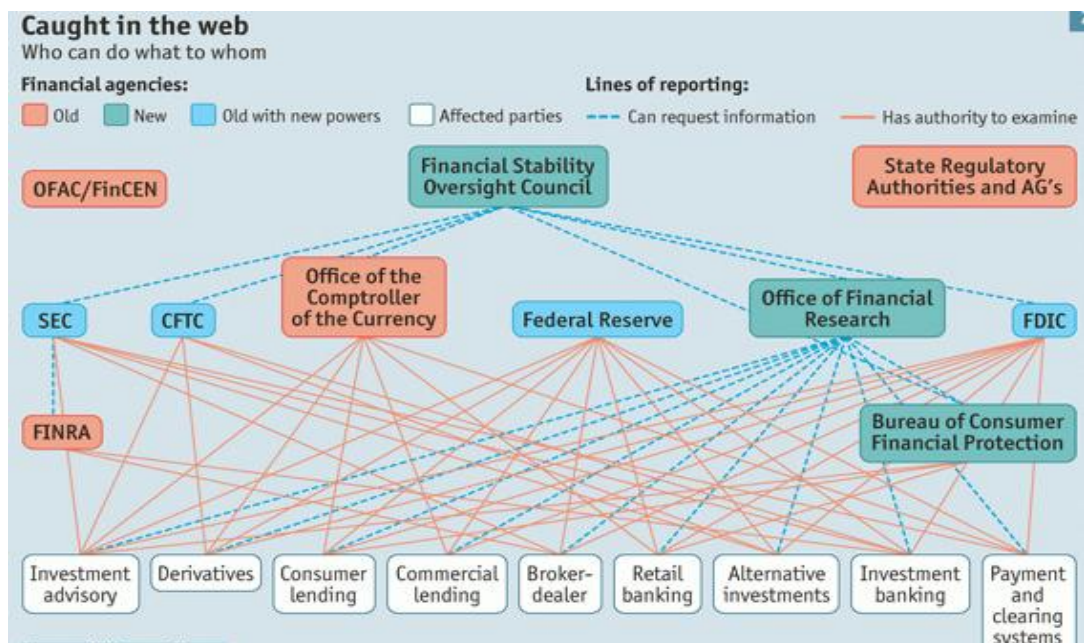 Caught in the web
Who can do what to whom
Financial agencies:
Lines of reporting:
Old
New
Old with new powers
Affected parties
Can request information
Has authority to examine
OFAC/FinCEN
Financial Stability
Oversight Council
State Regulatory
Authorities and AG's
SEC
CFTC
Office of the
Comptroller
of the Currency
Federal Reserve
Office of Financial
Research
FDIC
FINRA
Bureau of Consumer
Financial Protection
Investment
advisory
Derivatives
Consumer
lending
Commercial
lending
Broker-
dealer
Retail
banking
Alternative
investments
Investment
banking
Payment
and
clearing
systems